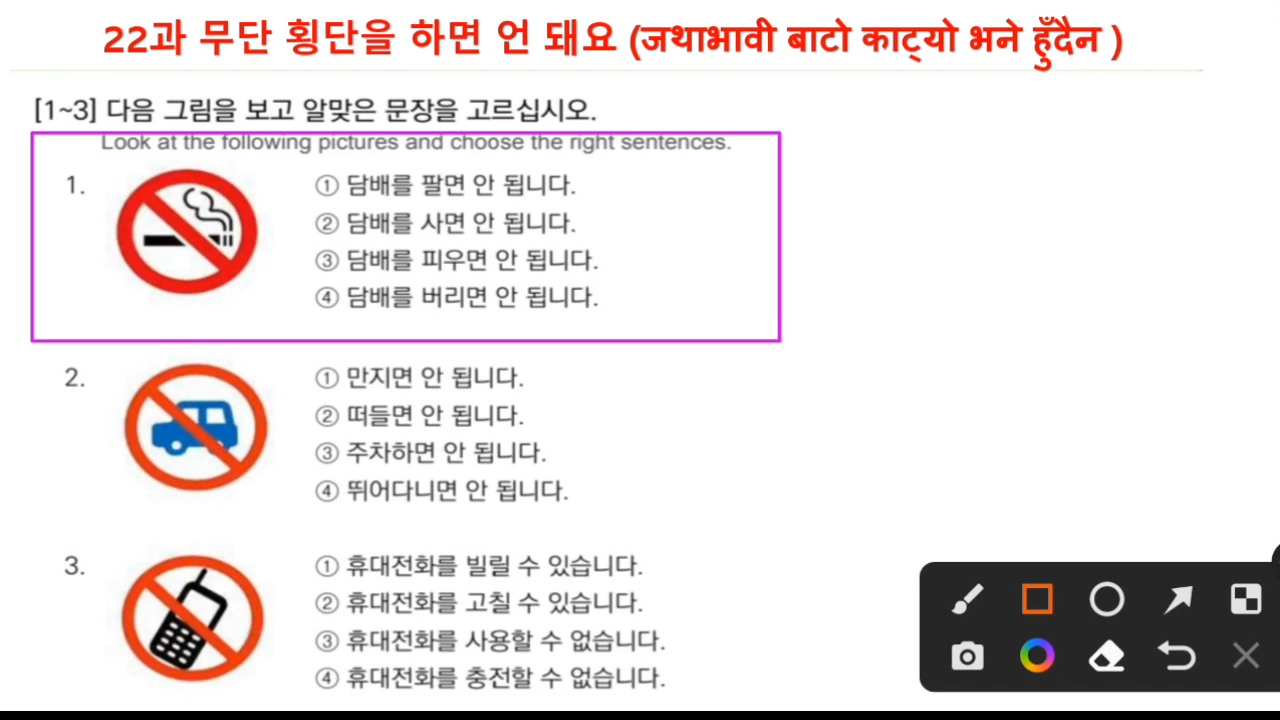 22과 무단 횡단을 하면 언 돼요 (जथाभावी बाटो काट्यो भने हुँदैन )
[1~3] 다음 그림을 보고 알맞은 문장을 고르십시오.
Look at the following pictures and choose the right sentences.
1.
① 담배를 팔면 안 됩니다.
② 담배를 사면 안 됩니다.
③ 담배를 피우면 안 됩니다.
④ 담배를 버리면 안 됩니다.
2.
① 만지면 안 됩니다.
② 떠들면 안 됩니다.
③ 주차하면 안 됩니다.
④ 뛰어다니면 안 됩니다.
3.
① 휴대전화를 빌릴 수 있습니다.
② 휴대전화를 고칠 수 있습니다.
③ 휴대전화를 사용할 수 없습니다.
④ 휴대전화를 충전할 수 없습니다.